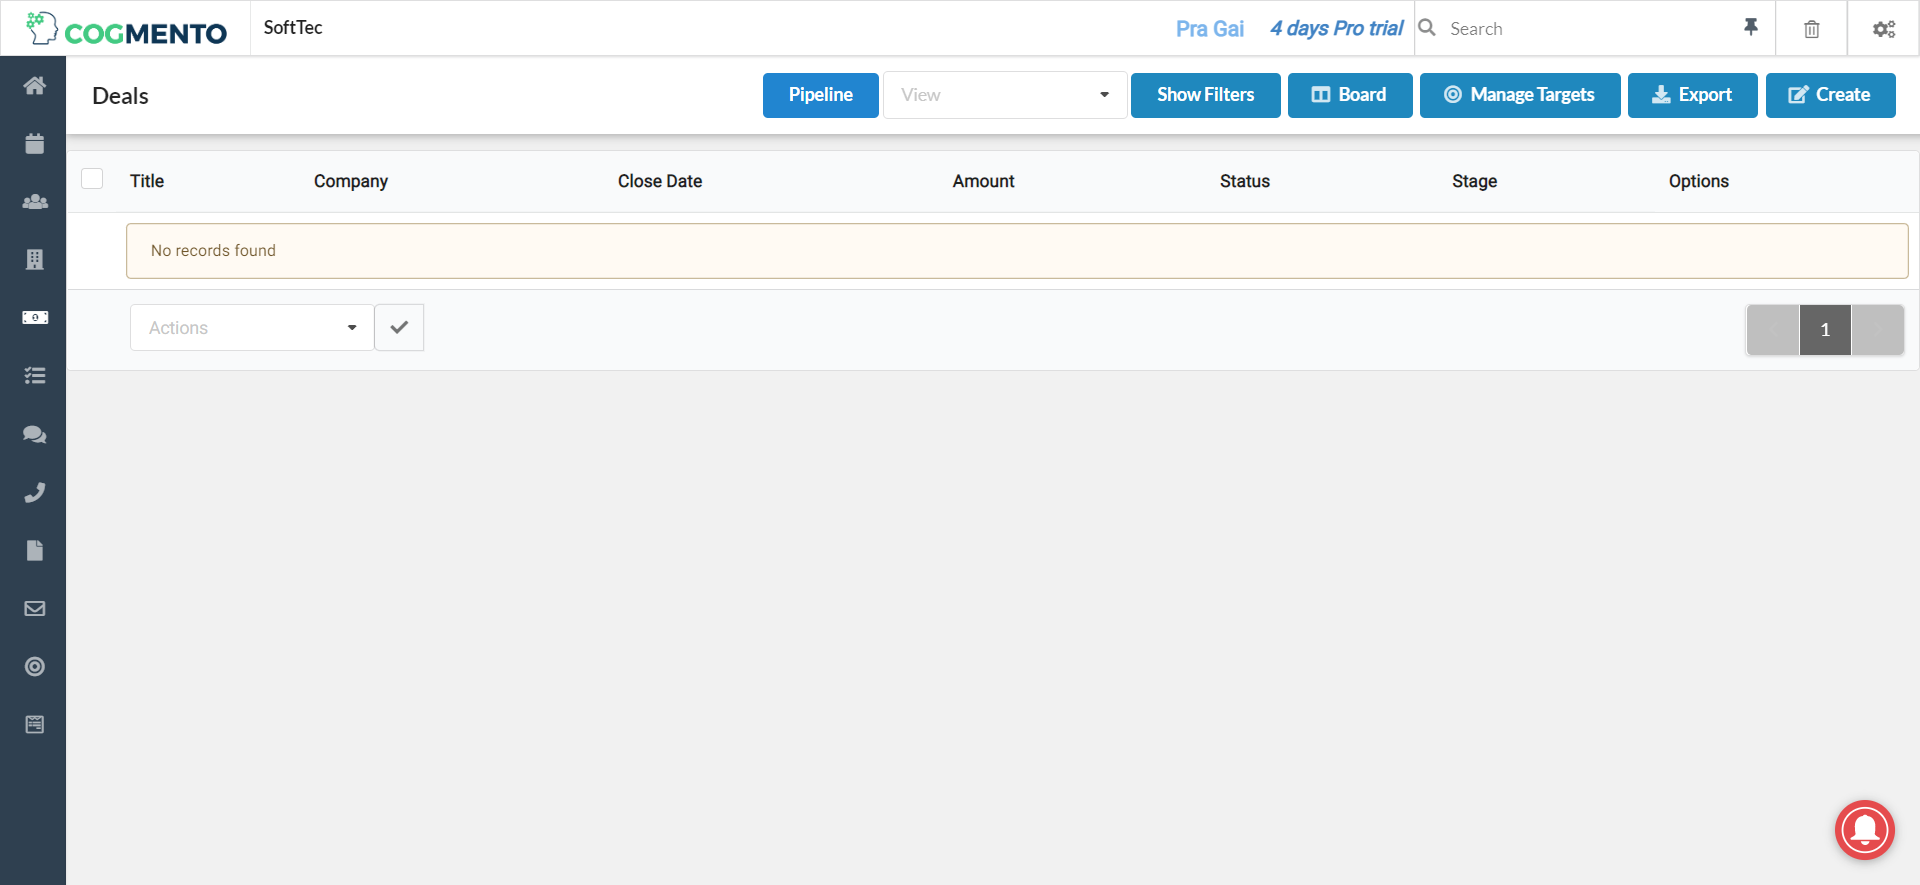 COGMENTO SoftTec Pra Gai 4 days Pro trial Search
Deals Pipeline View Show Filters Board Manage Targets Export Create
Title Company Close Date Amount Status Stage Options
No records found
Actions 1